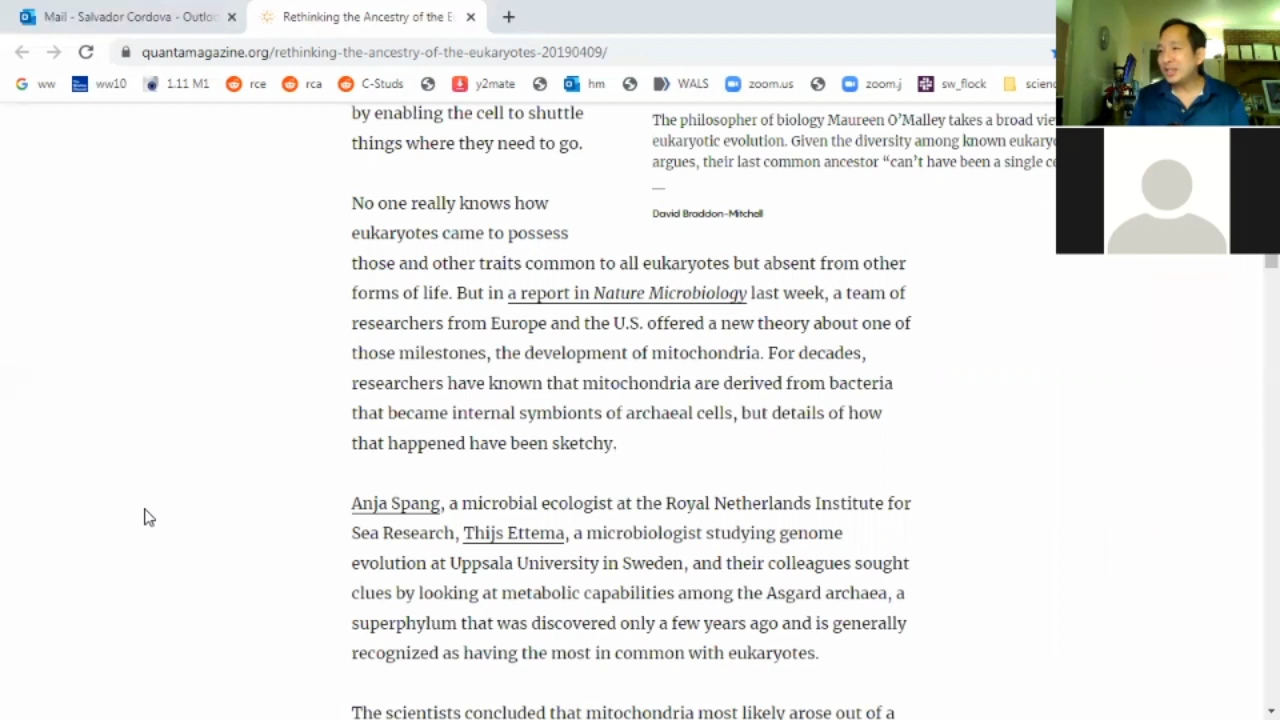 Mail - Salvador Cordova - Outloo
Rethinking the Ancestry of the E
quantamagazine.org/rethinking-the-ancestry-of-the-eukaryotes-20190409/
ww
ww10
1.11 M1
rce
rca
C-Studs
y2mate
hm
WALS
zoom.us
zoom.j
sw_flock
scienc
by enabling the cell to shuttle
things where they need to go.
The philosopher of biology Maureen O’Malley takes a broad vie
eukaryotic evolution. Given the diversity among known eukary
argues, their last common ancestor “can’t have been a single ce
—
David Braddon-Mitchell
No one really knows how
eukaryotes came to possess
those and other traits common to all eukaryotes but absent from other
forms of life. But in a report in Nature Microbiology last week, a team of
researchers from Europe and the U.S. offered a new theory about one of
those milestones, the development of mitochondria. For decades,
researchers have known that mitochondria are derived from bacteria
that became internal symbionts of archaeal cells, but details of how
that happened have been sketchy.
Anja Spang, a microbial ecologist at the Royal Netherlands Institute for
Sea Research, Thijs Ettema, a microbiologist studying genome
evolution at Uppsala University in Sweden, and their colleagues sought
clues by looking at metabolic capabilities among the Asgard archaea, a
superphylum that was discovered only a few years ago and is generally
recognized as having the most in common with eukaryotes.
The scientists concluded that mitochondria most likely arose out of a